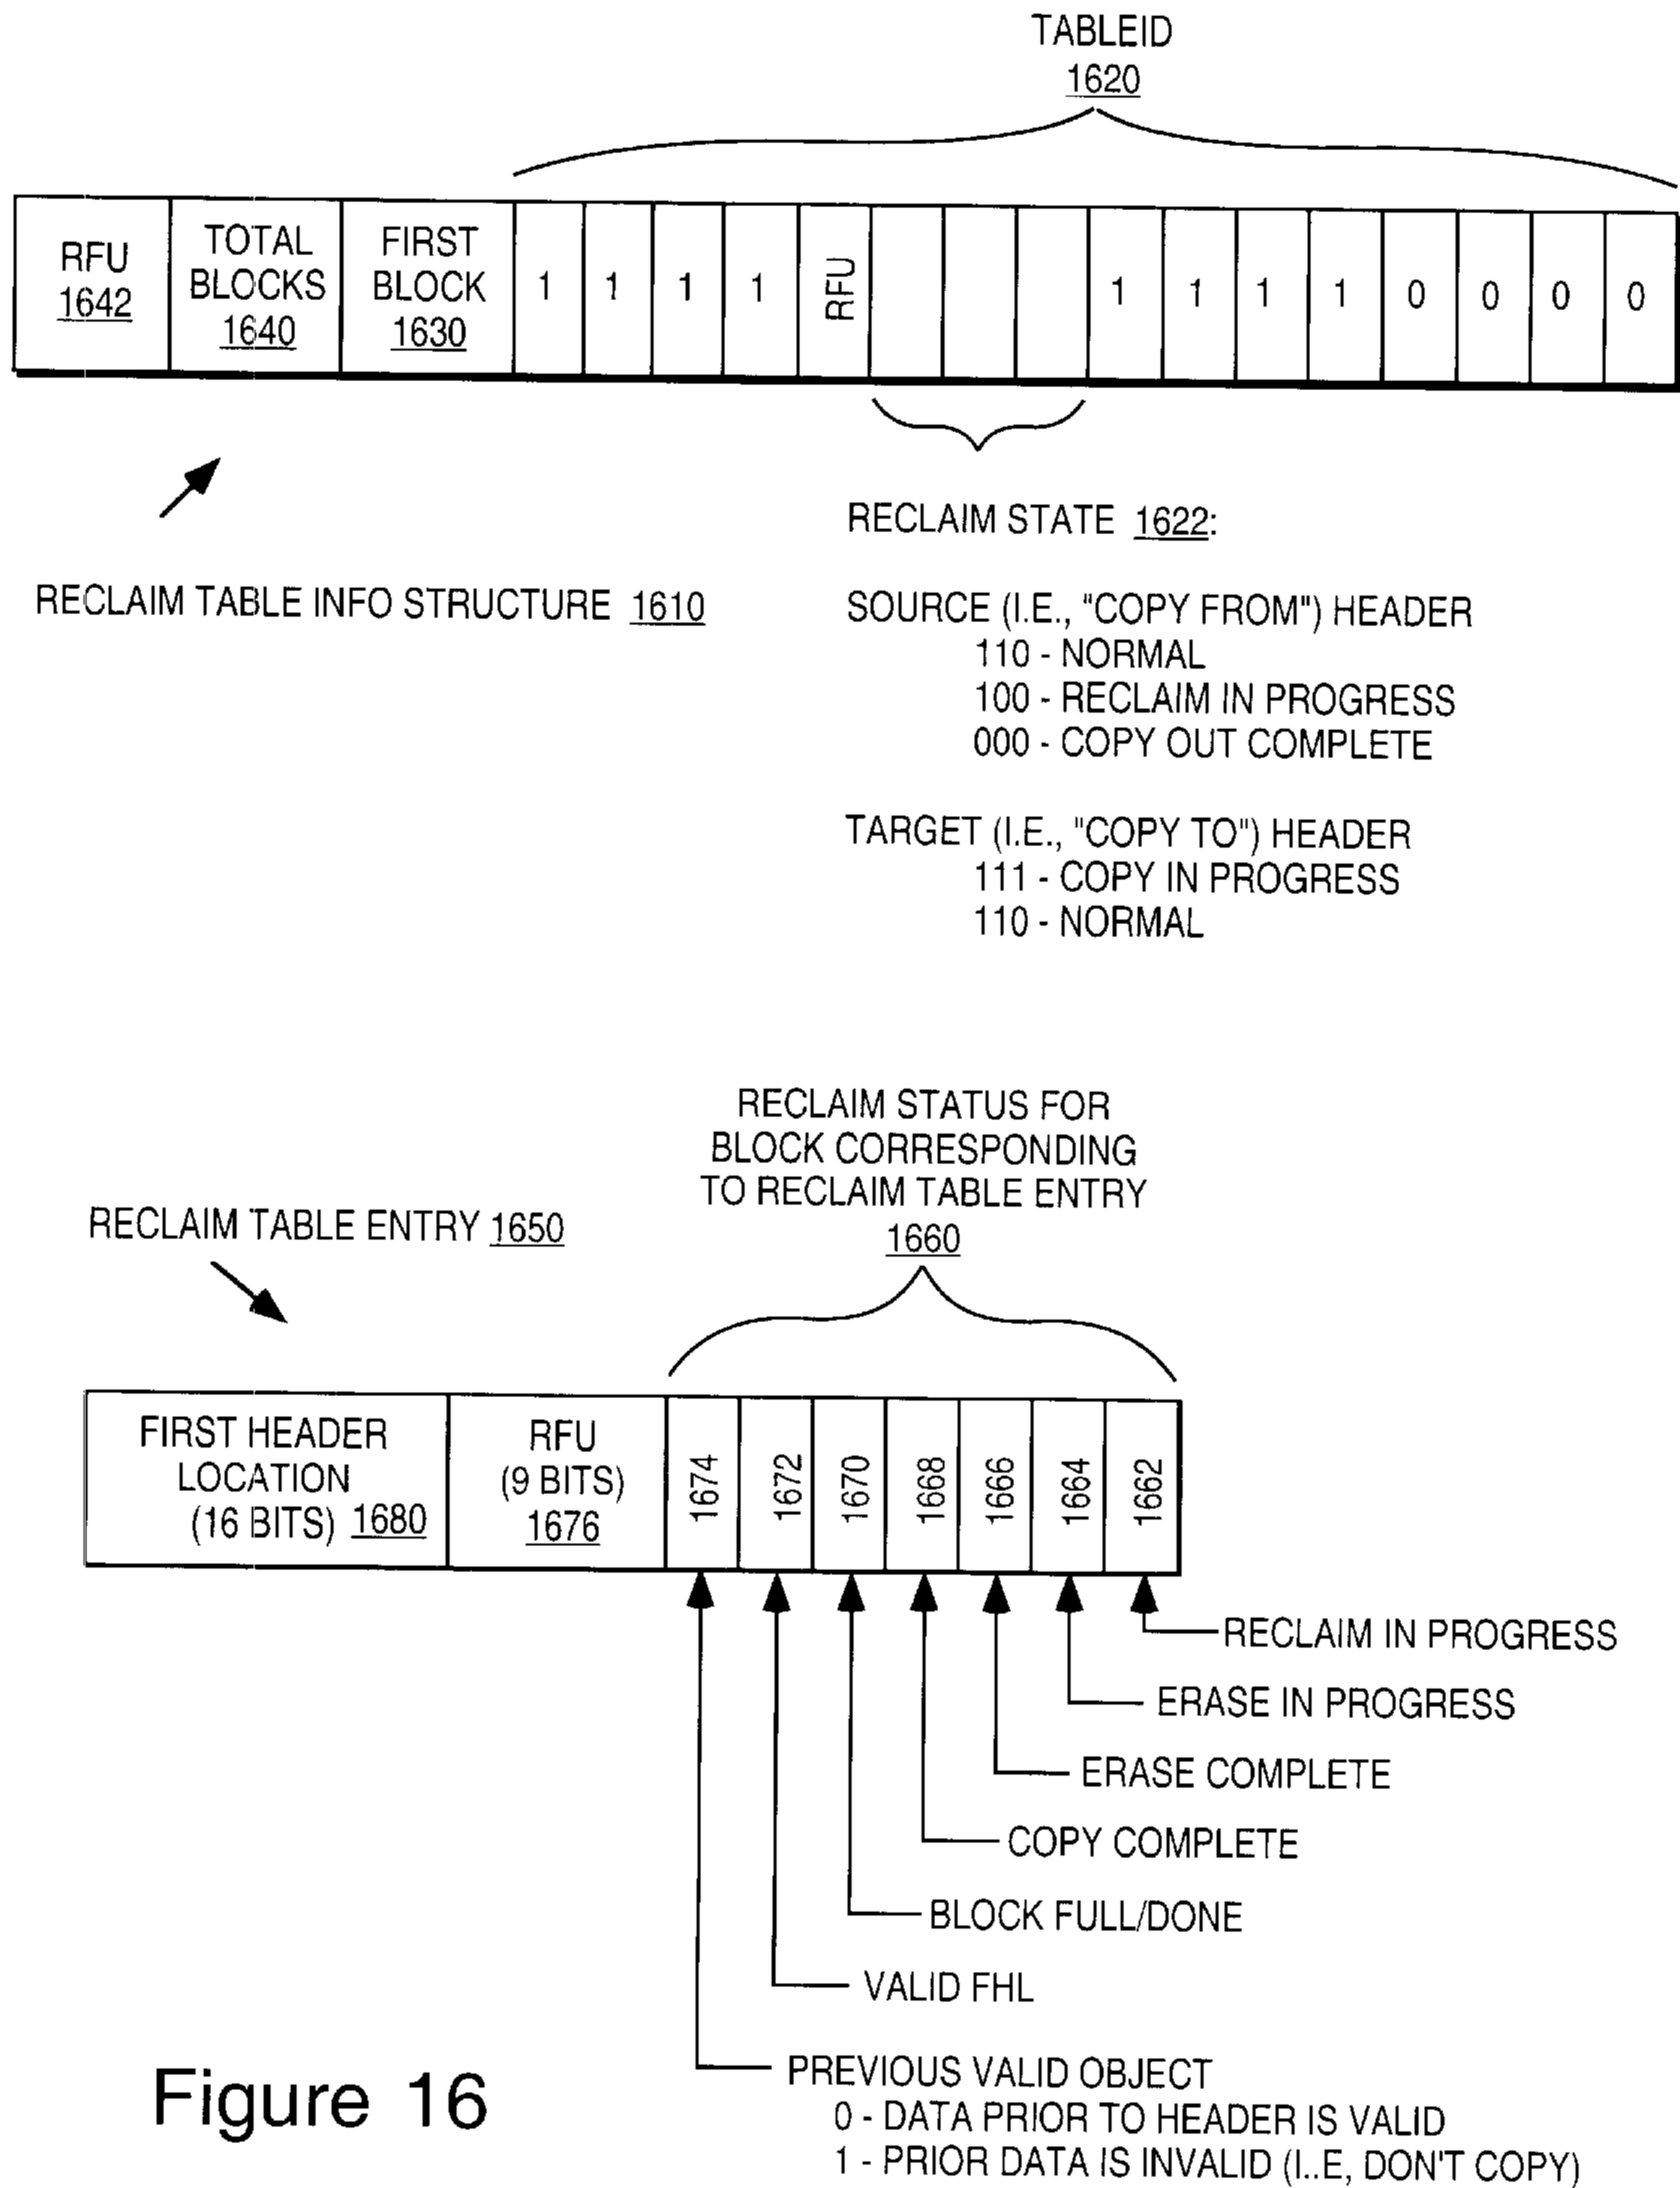 TABLEID
1620
RFU
1642
TOTAL
BLOCKS
1640
FIRST
BLOCK
1630
1 1 1 1 RFU 1 1 1 1 0 0 0 0
RECLAIM TABLE INFO STRUCTURE 1610
RECLAIM STATE 1622:
SOURCE (I.E., "COPY FROM") HEADER
110 - NORMAL
100 - RECLAIM IN PROGRESS
000 - COPY OUT COMPLETE
TARGET (I.E., "COPY TO") HEADER
111 - COPY IN PROGRESS
110 - NORMAL
RECLAIM STATUS FOR
BLOCK CORRESPONDING
TO RECLAIM TABLE ENTRY
1660
RECLAIM TABLE ENTRY 1650
FIRST HEADER
LOCATION
(16 BITS) 1680
RFU
(9 BITS)
1676
1674 1672 1670 1668 1666 1664 1662
RECLAIM IN PROGRESS
ERASE IN PROGRESS
ERASE COMPLETE
COPY COMPLETE
BLOCK FULL/DONE
VALID FHL
PREVIOUS VALID OBJECT
0 - DATA PRIOR TO HEADER IS VALID
1 - PRIOR DATA IS INVALID (I..E, DON'T COPY)
Figure 16